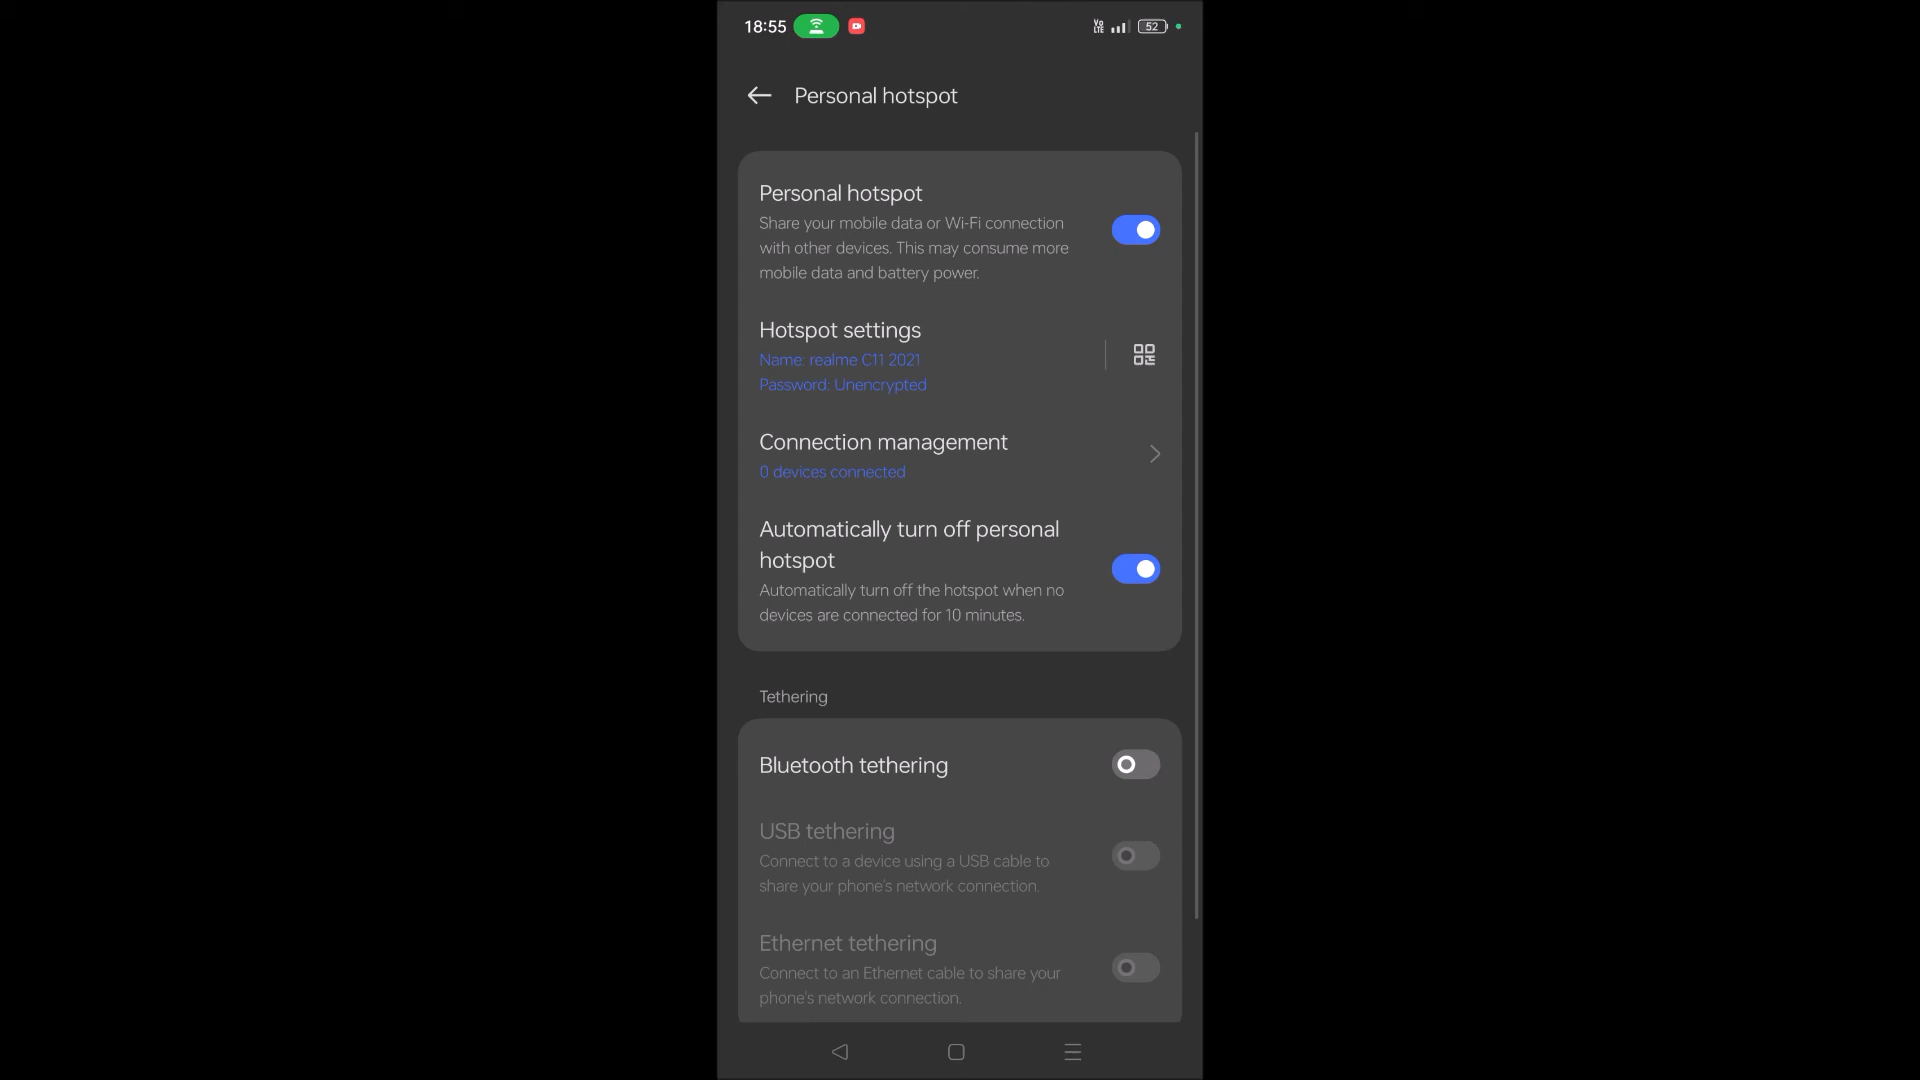 18:55
Vo LTE
52
Personal hotspot
Personal hotspot
Share your mobile data or Wi-Fi connection
with other devices. This may consume more
mobile data and battery power.
Hotspot settings
Name: realme C11 2021
Password: Unencrypted
Connection management
0 devices connected
Automatically turn off personal
hotspot
Automatically turn off the hotspot when no
devices are connected for 10 minutes.
Tethering
Bluetooth tethering
USB tethering
Connect to a device using a USB cable to
share your phone's network connection.
Ethernet tethering
Connect to an Ethernet cable to share your
phone's network connection.